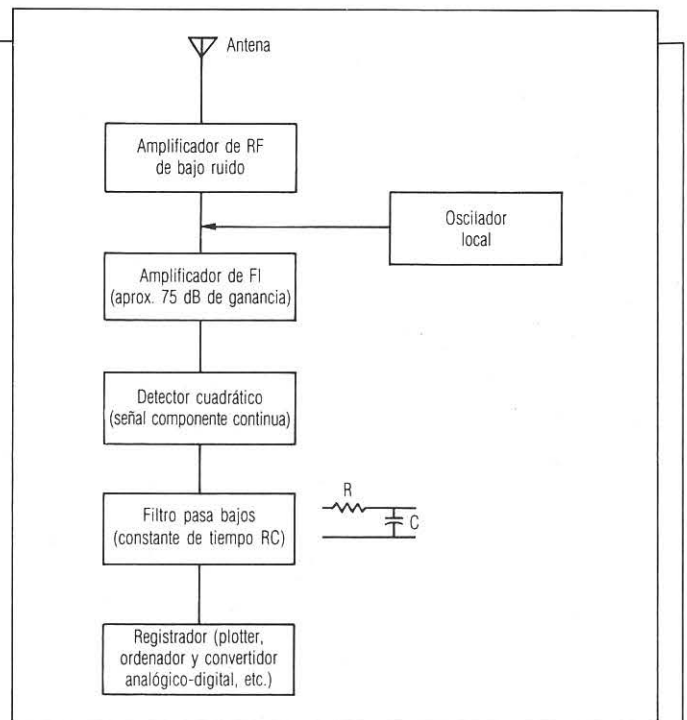 Antena
Amplificador de RF
de bajo ruido
Oscilador
local
Amplificador de FI
(aprox. 75 dB de ganancia)
Detector cuadrático
(señal componente continua)
R
C
Filtro pasa bajos
(constante de tiempo RC)
Registrador (plotter,
ordenador y convertidor
analógico-digital, etc.)